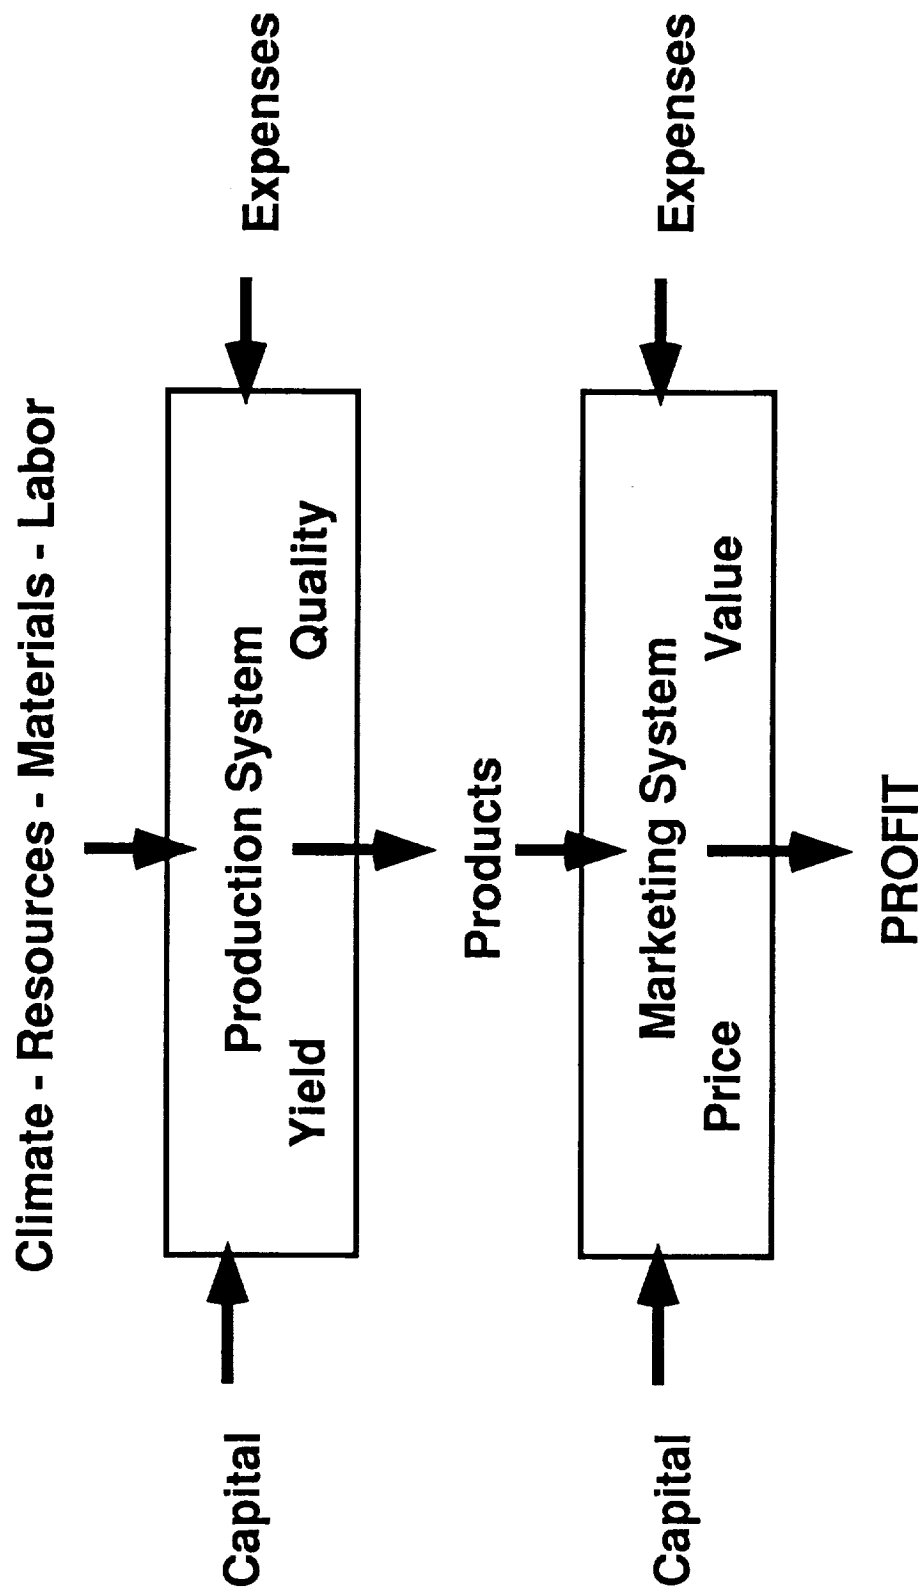 Climate - Resources - Materials - Labor
Capital
Production System
Expenses
Yield
Quality
Products
Capital
Marketing System
Expenses
Price
Value
PROFIT